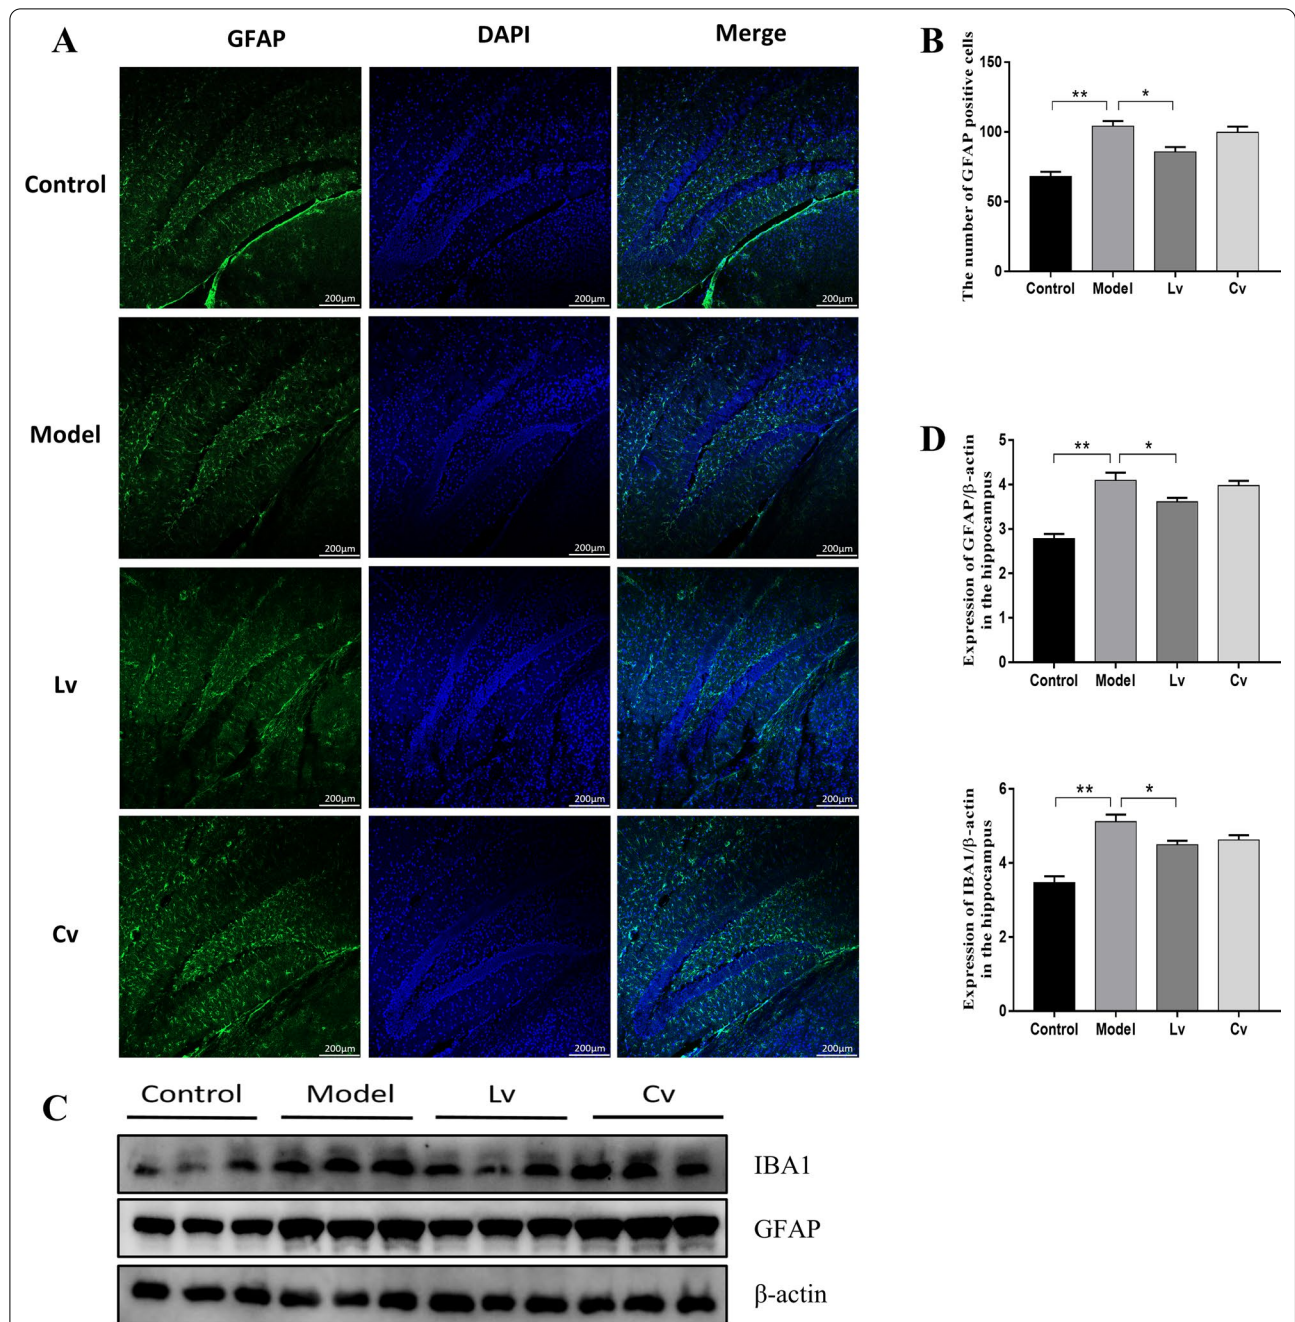 A
GFAP
DAPI
Merge
Control
200μm
200μm
200μm
Model
200μm
200μm
200μm
Lv
200μm
200μm
200μm
Cv
200μm
200μm
200μm
B
The number of GFAP positive cells
150
100
50
0
**
*
Control
Model
Lv
Cv
C
Control
Model
Lv
Cv
IBA1
GFAP
β-actin
D
Expression of GFAP/β-actin
in the hippocampus
5
4
3
2
1
0
**
*
Control
Model
Lv
Cv
Expression of IBA1/β-actin
in the hippocampus
6
4
2
0
**
*
Control
Model
Lv
Cv